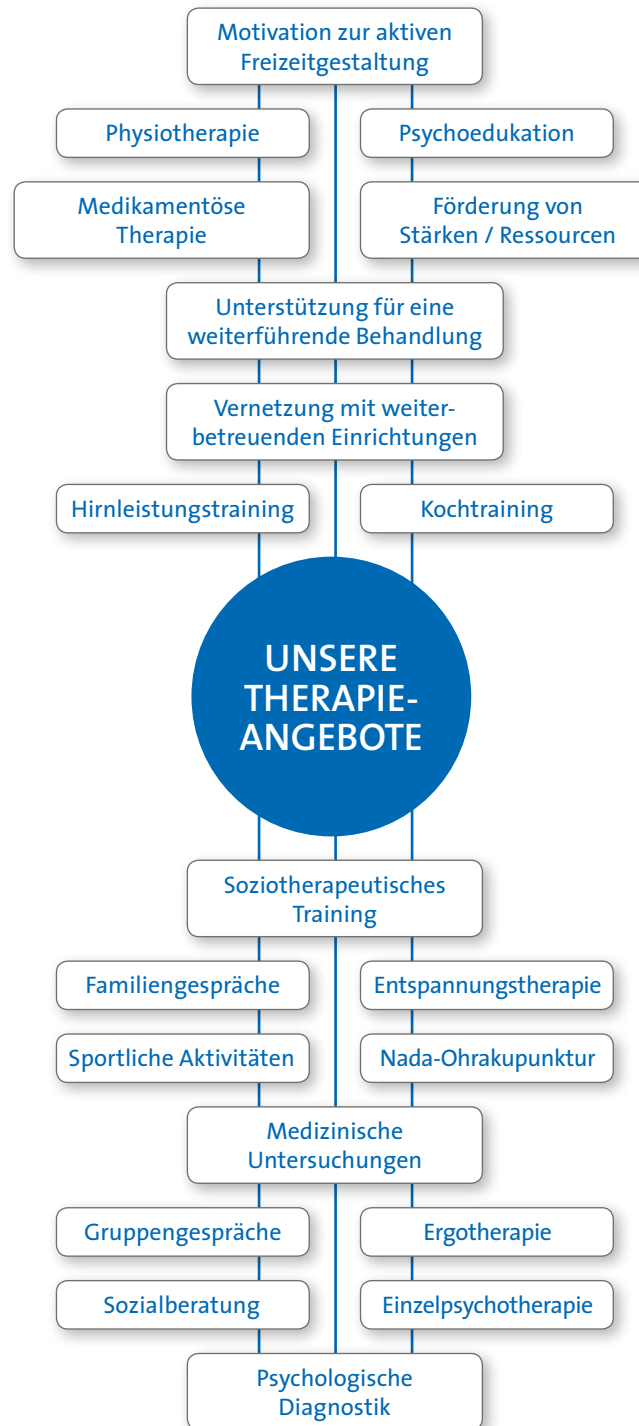 Motivation zur aktiven
Freizeitgestaltung
Physiotherapie
Psychoedukation
Medikamentöse
Therapie
Förderung von
Stärken / Ressourcen
Unterstützung für eine
weiterführende Behandlung
Vernetzung mit weiter-
betreuenden Einrichtungen
Hirnleistungstraining
Kochtraining
UNSERE
THERAPIE-
ANGEBOTE
Soziotherapeutisches
Training
Familiengespräche
Entspannungstherapie
Sportliche Aktivitäten
Nada-Ohrakupunktur
Medizinische
Untersuchungen
Gruppengespräche
Ergotherapie
Sozialberatung
Einzelpsychotherapie
Psychologische
Diagnostik